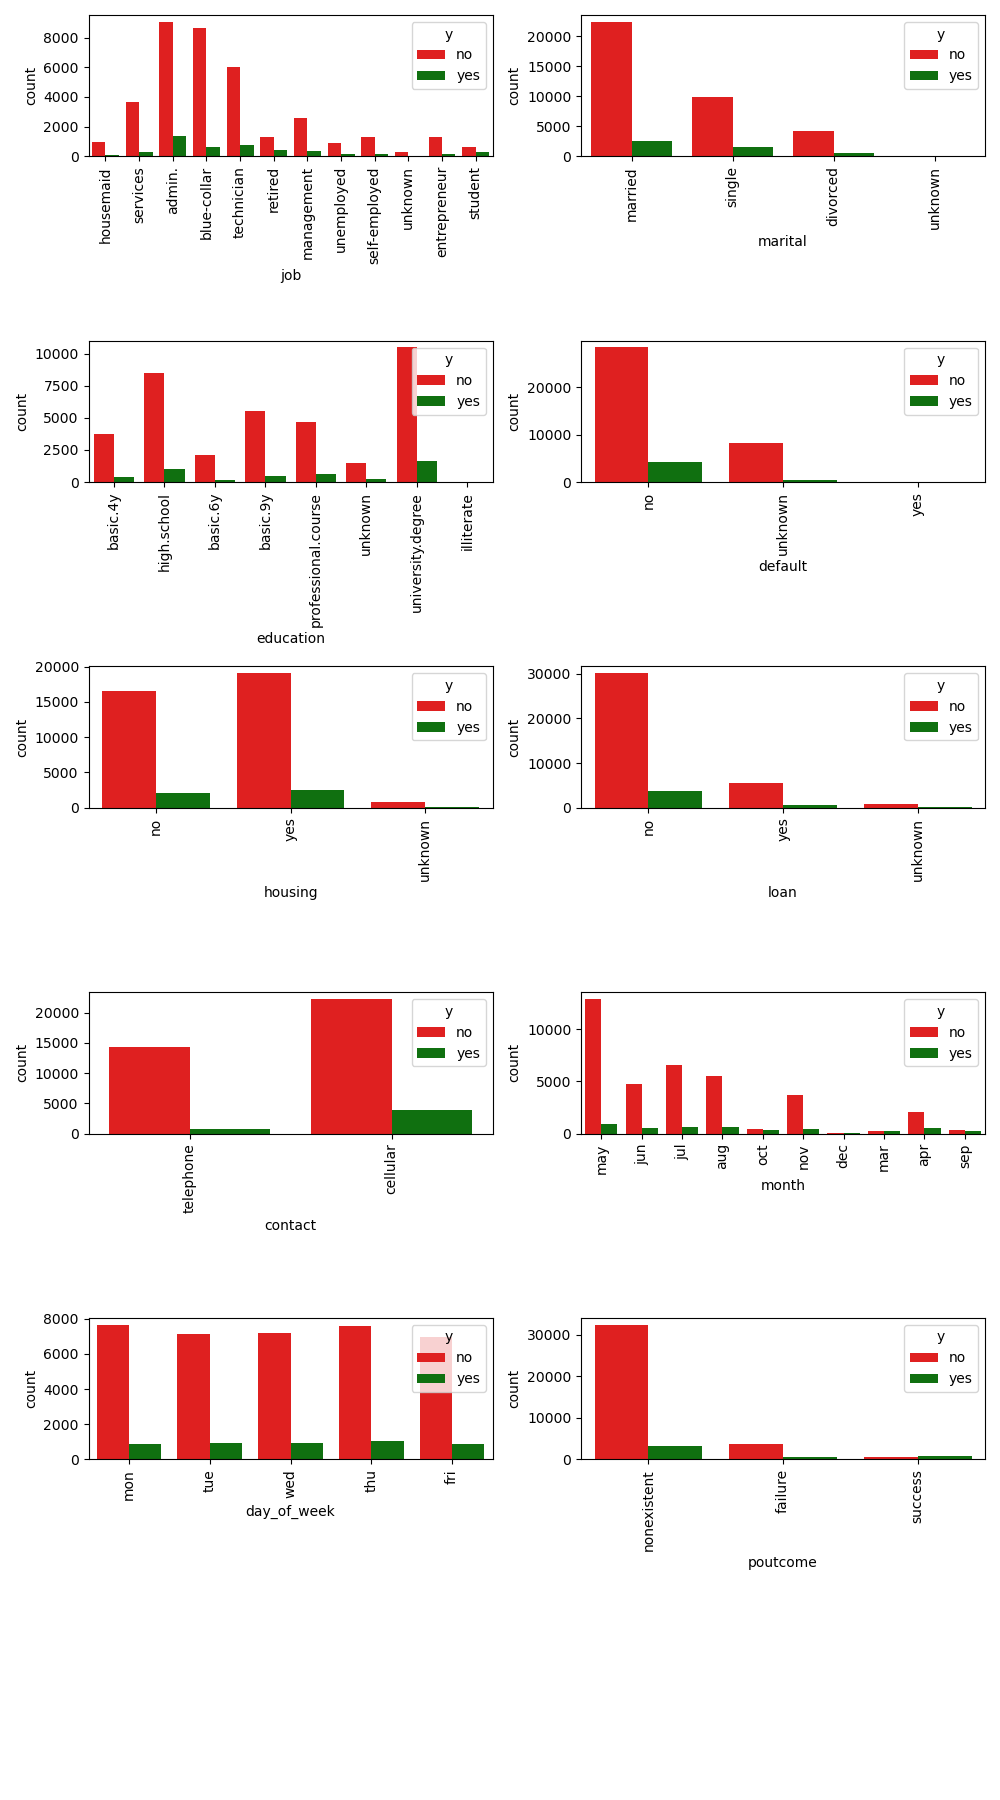 8000
6000
4000
2000
0
count
y
no
yes
housemaid
services
admin.
blue-collar
technician
retired
management
unemployed
self-employed
unknown
entrepreneur
student
job
20000
15000
10000
5000
0
count
y
no
yes
married
single
divorced
unknown
marital
10000
7500
5000
2500
0
count
y
no
yes
basic.4y
high.school
basic.6y
basic.9y
professional.course
unknown
university.degree
illiterate
education
20000
10000
0
count
y
no
yes
no
unknown
yes
default
20000
15000
10000
5000
0
count
y
no
yes
no
yes
unknown
housing
30000
20000
10000
0
count
y
no
yes
no
yes
unknown
loan
20000
15000
10000
5000
0
count
y
no
yes
telephone
cellular
contact
10000
5000
0
count
y
no
yes
may
jun
jul
aug
oct
nov
dec
mar
apr
sep
month
8000
6000
4000
2000
0
count
y
no
yes
mon
tue
wed
thu
fri
day_of_week
30000
20000
10000
0
count
y
no
yes
nonexistent
failure
success
poutcome